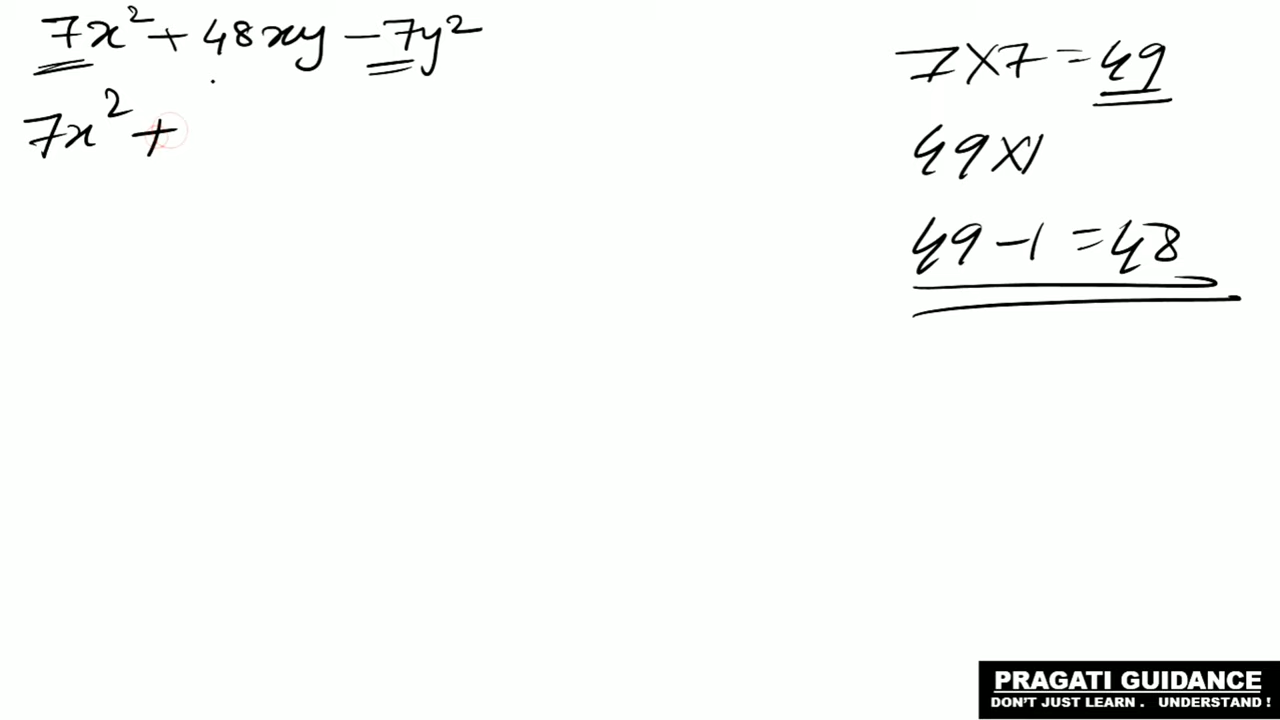 7x² + 48xy - 7y²
7x² +
7×7 = 49
49×1
49 - 1 = 48
PRAGATI GUIDANCE
DON'T JUST LEARN . UNDERSTAND !